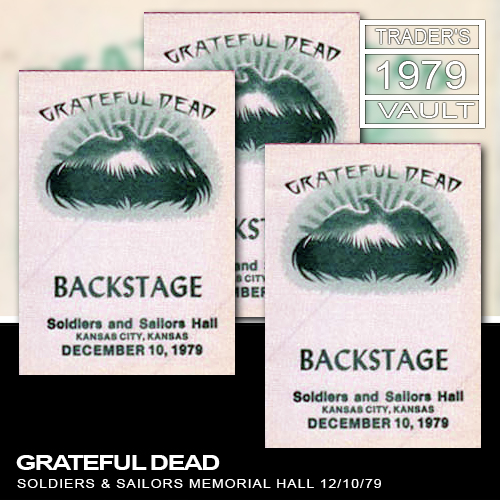 TRADER'S
1979
VAULT
GRATEFUL DEAD
BACKSTAGE
Soldiers and Sailors Hall
KANSAS CITY, KANSAS
DECEMBER 10, 1979
GRATEFUL DEAD
and
GRATEFUL DEAD
BACKSTAGE
Soldiers and Sailors Hall
KANSAS CITY, KANSAS
DECEMBER 10, 1979
GRATEFUL DEAD
SOLDIERS & SAILORS MEMORIAL HALL 12/10/79